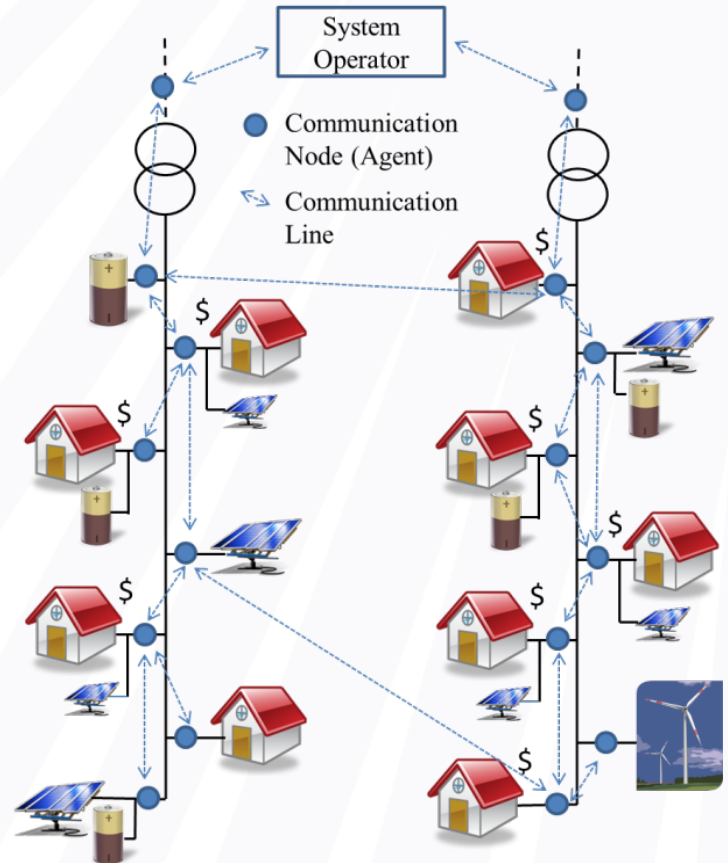 System
Operator
Communication
Node (Agent)
Communication
Line
$
$
$
$
$
$
$
$